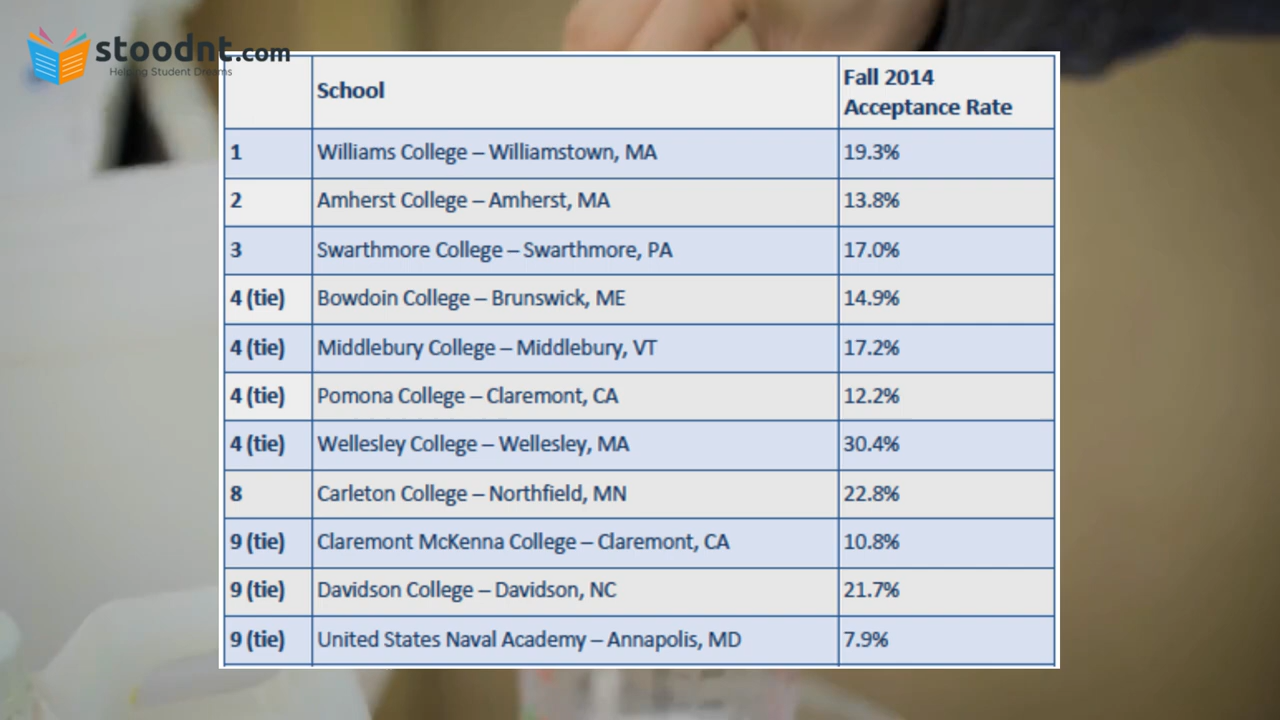 stoodnt.com
Helping Student Dreams
School Fall 2014 Acceptance Rate
1 Williams College – Williamstown, MA 19.3%
2 Amherst College – Amherst, MA 13.8%
3 Swarthmore College – Swarthmore, PA 17.0%
4 (tie) Bowdoin College – Brunswick, ME 14.9%
4 (tie) Middlebury College – Middlebury, VT 17.2%
4 (tie) Pomona College – Claremont, CA 12.2%
4 (tie) Wellesley College – Wellesley, MA 30.4%
8 Carleton College – Northfield, MN 22.8%
9 (tie) Claremont McKenna College – Claremont, CA 10.8%
9 (tie) Davidson College – Davidson, NC 21.7%
9 (tie) United States Naval Academy – Annapolis, MD 7.9%